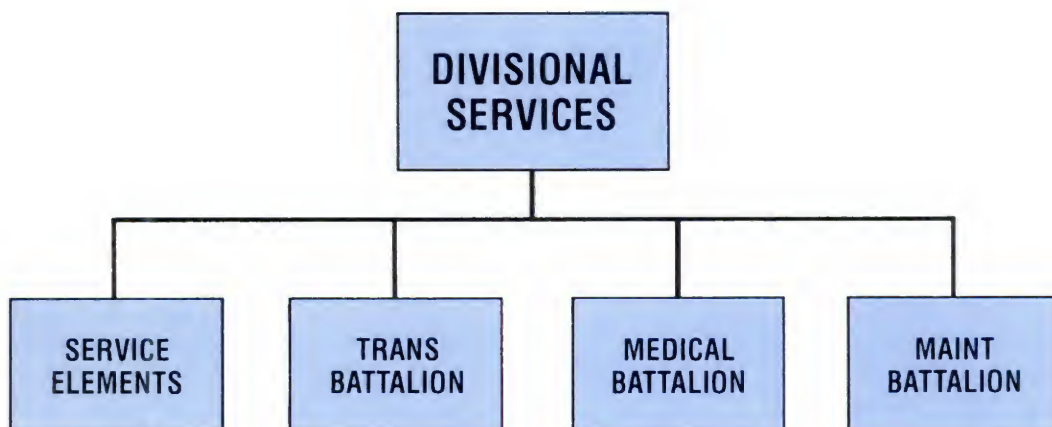 DIVISIONAL
SERVICES
SERVICE
ELEMENTS
TRANS
BATTALION
MEDICAL
BATTALION
MAINT
BATTALION